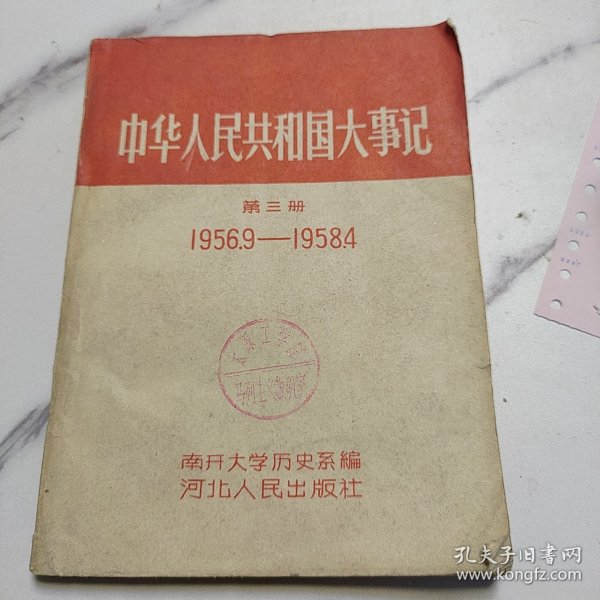 中华人民共和国大事记
第三册
1956.9—1958.4
南开大学历史系编
河北人民出版社
孔夫子旧书网
www.kongfz.com